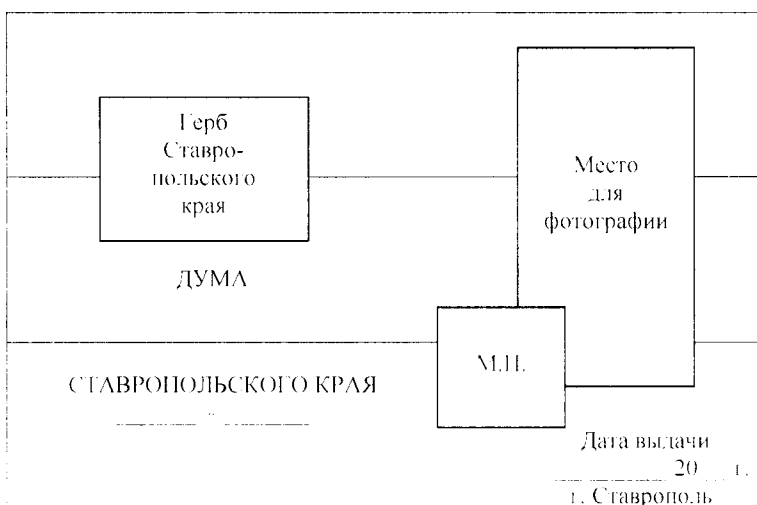 Герб
Ставро-
польского
края
ДУМА
СТАВРОПОЛЬСКОГО КРАЯ
Место
для
фотографии
М.П.
Дата выдачи
20 г.
г. Ставрополь